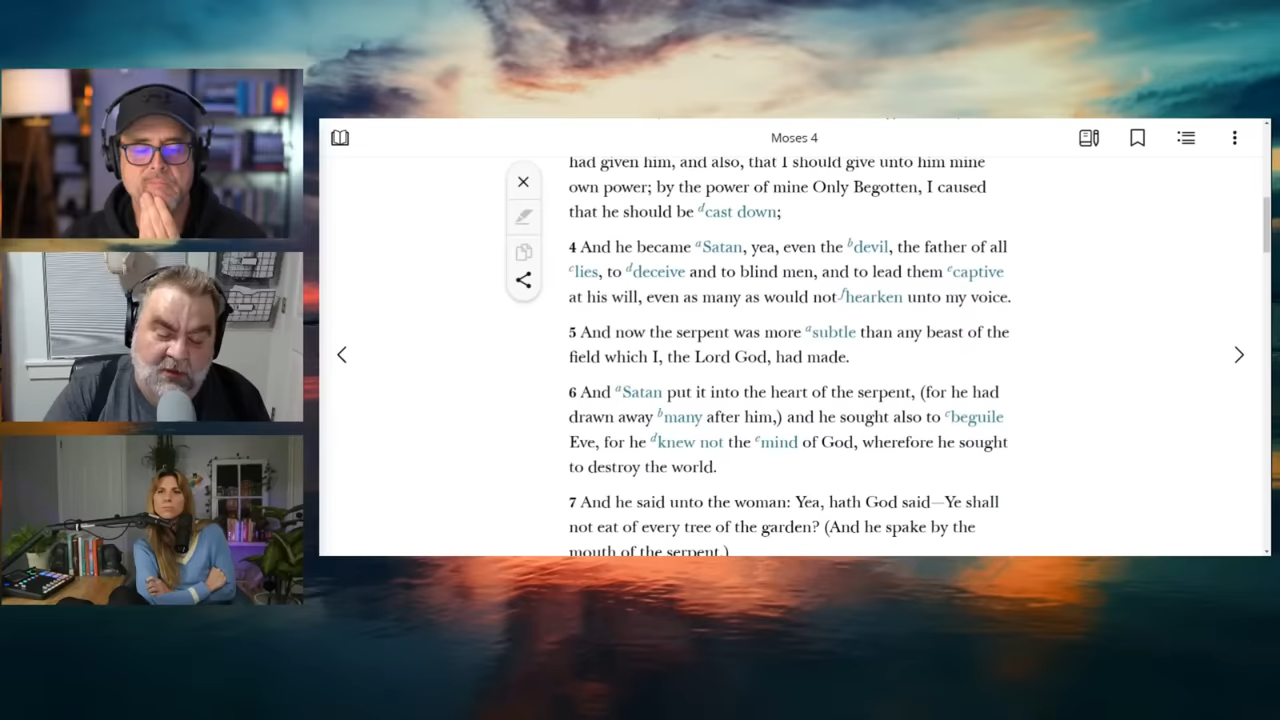 Moses 4
had given him, and also, that I should give unto him mine
own power; by the power of mine Only Begotten, I caused
that he should be dcast down;
4 And he became aSatan, yea, even the bdevil, the father of all
clies, to ddeceive and to blind men, and to lead them ecaptive
at his will, even as many as would not fhearken unto my voice.
5 And now the serpent was more asubtle than any beast of the
field which I, the Lord God, had made.
6 And aSatan put it into the heart of the serpent, (for he had
drawn away bmany after him,) and he sought also to cbeguile
Eve, for he dknew not the emind of God, wherefore he sought
to destroy the world.
7 And he said unto the woman: Yea, hath God said—Ye shall
not eat of every tree of the garden? (And he spake by the
mouth of the serpent.)